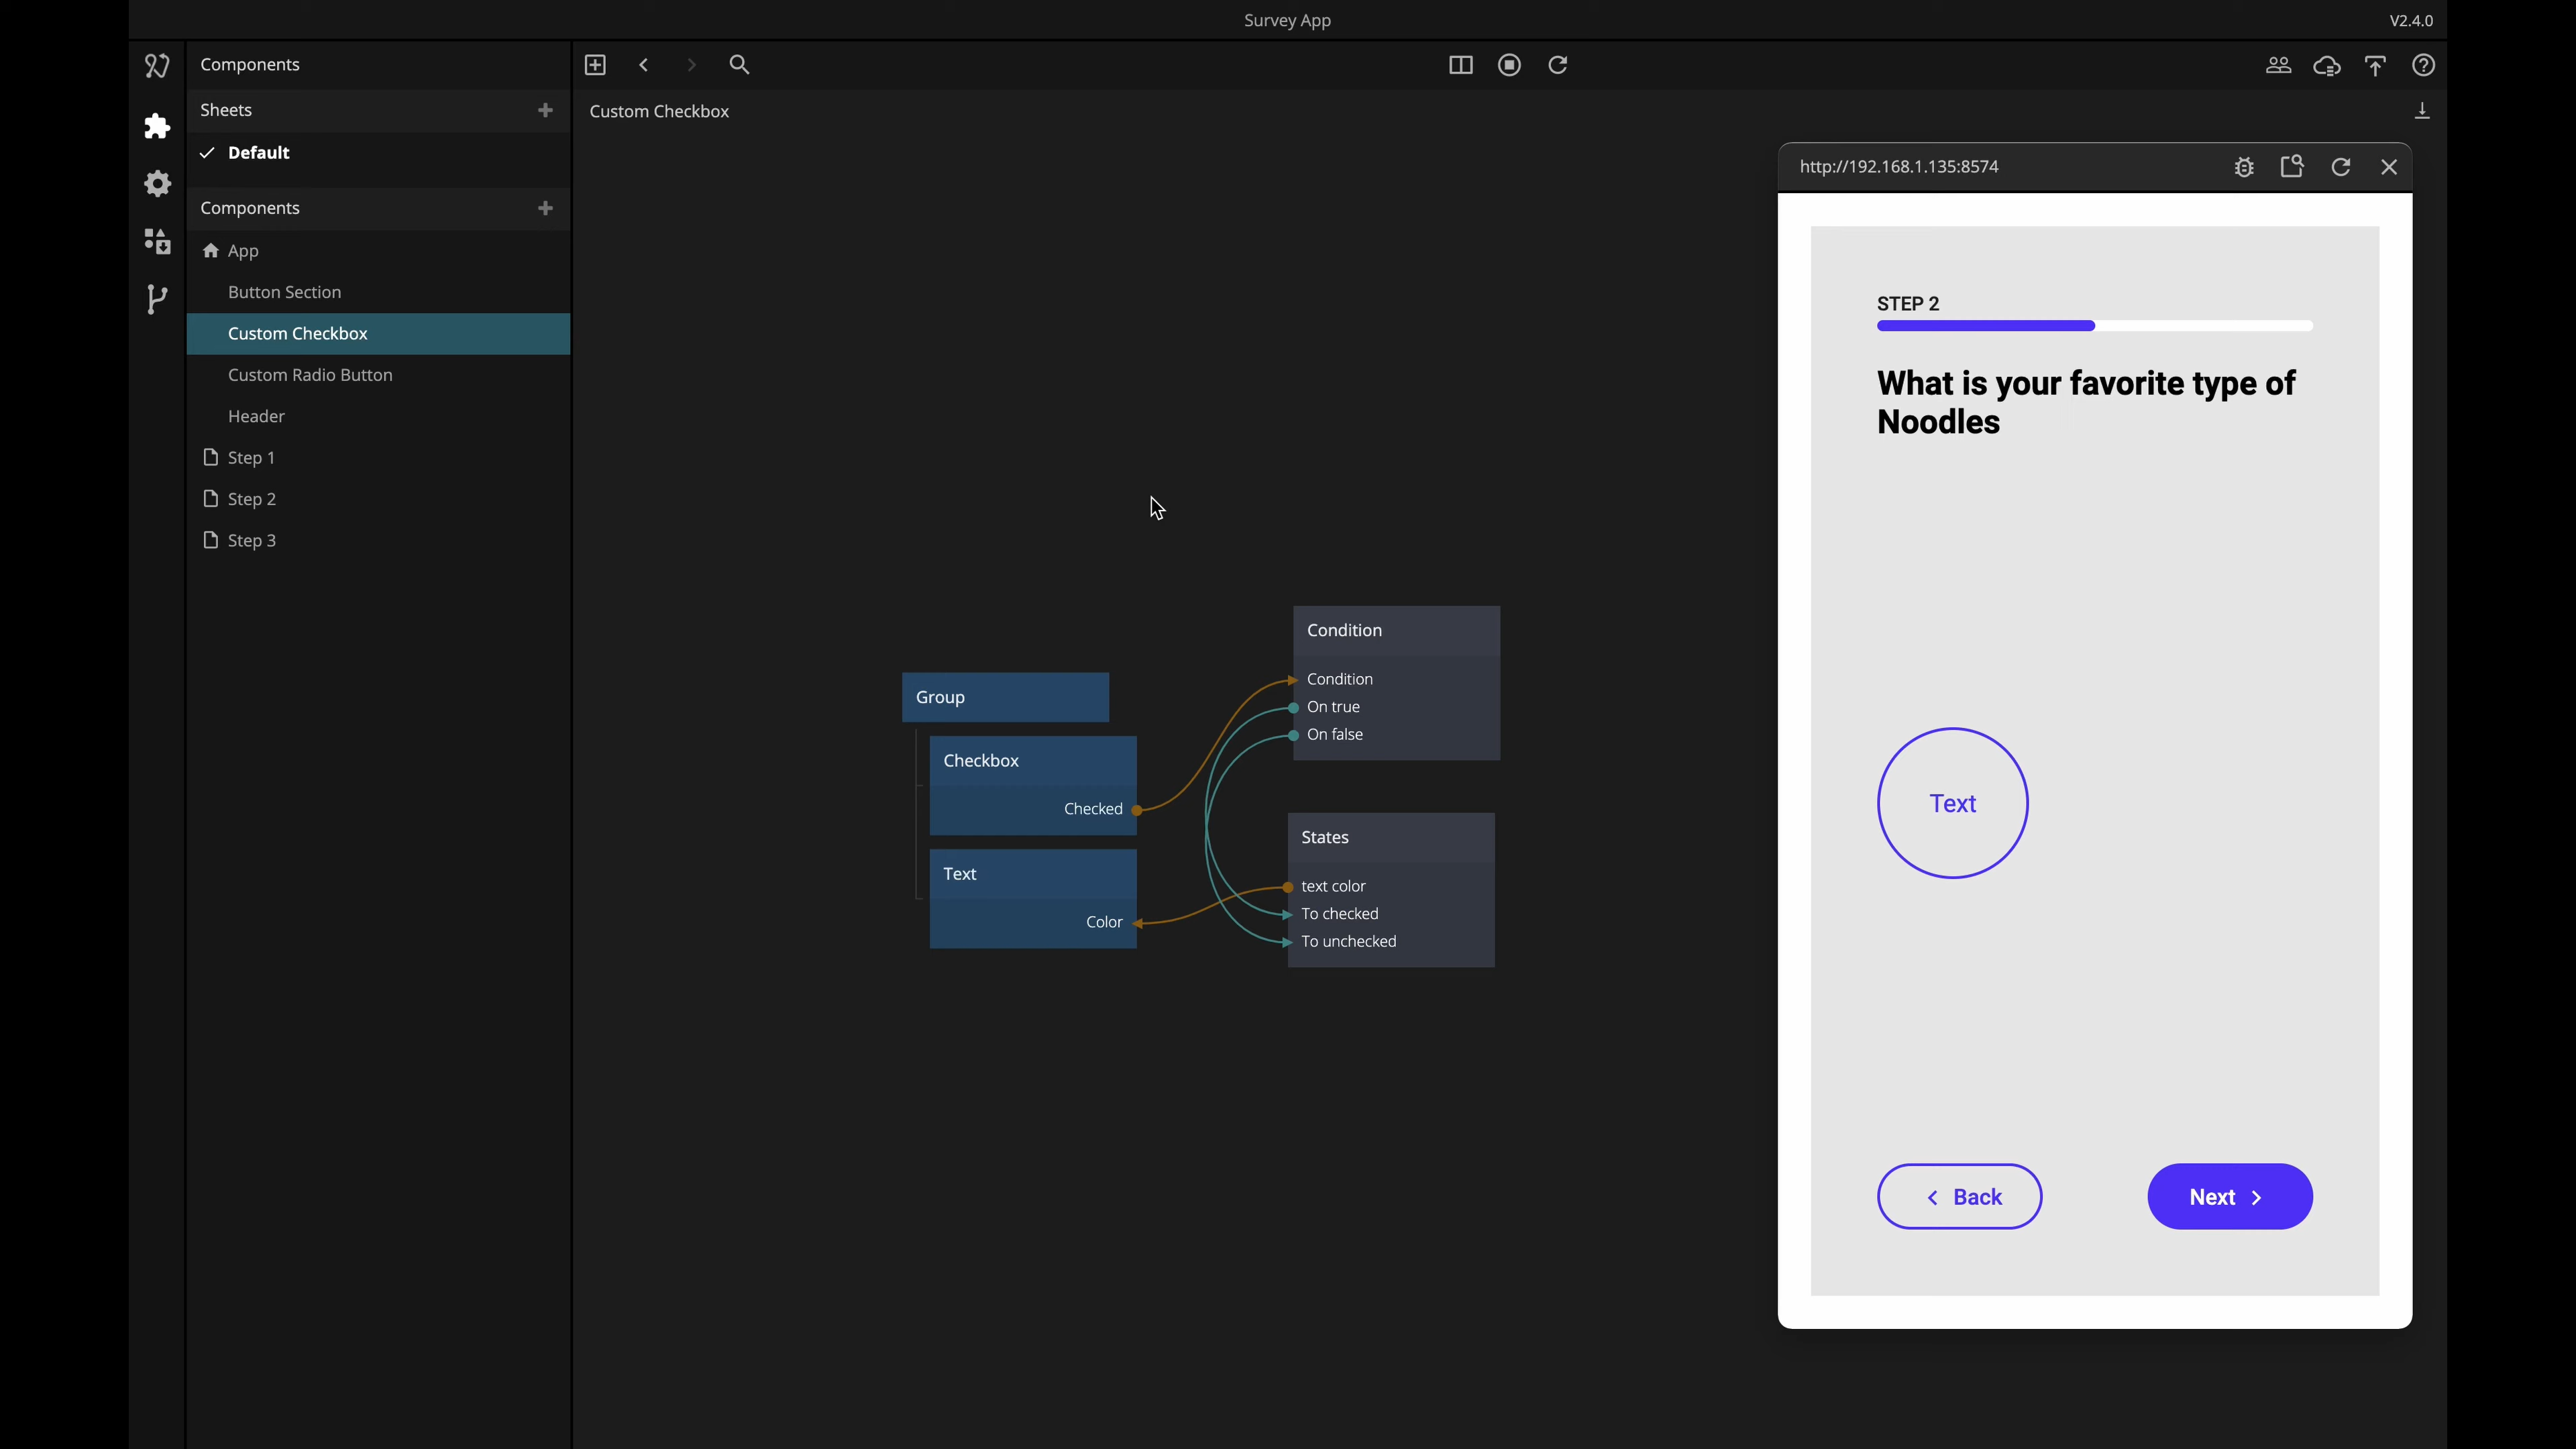 Survey App
V2.4.0
Components
Sheets
Default
Components
App
Button Section
Custom Checkbox
Custom Radio Button
Header
Step 1
Step 2
Step 3
Custom Checkbox
Group
Checkbox
Checked
Text
Color
Condition
Condition
On true
On false
States
text color
To checked
To unchecked
http://192.168.1.135:8574
STEP 2
What is your favorite type of
Noodles
Text
Back
Next